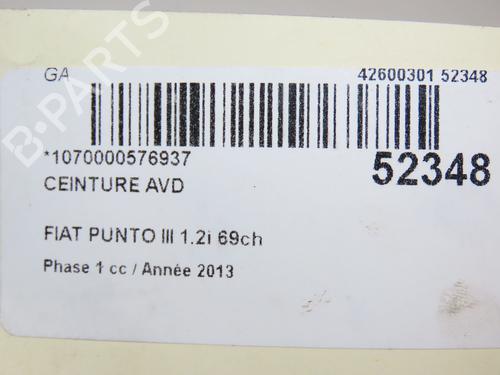 GA 42600301 52348
*1070000576937 52348
CEINTURE AVD
FIAT PUNTO III 1.2i 69ch
Phase 1 cc / Année 2013
B-PARTS